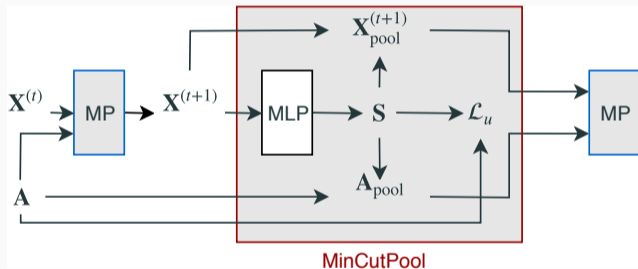 X_pool^(t+1)
X^(t)
MP
X^(t+1)
MLP
S
ℒ_u
MP
A
A_pool
MinCutPool